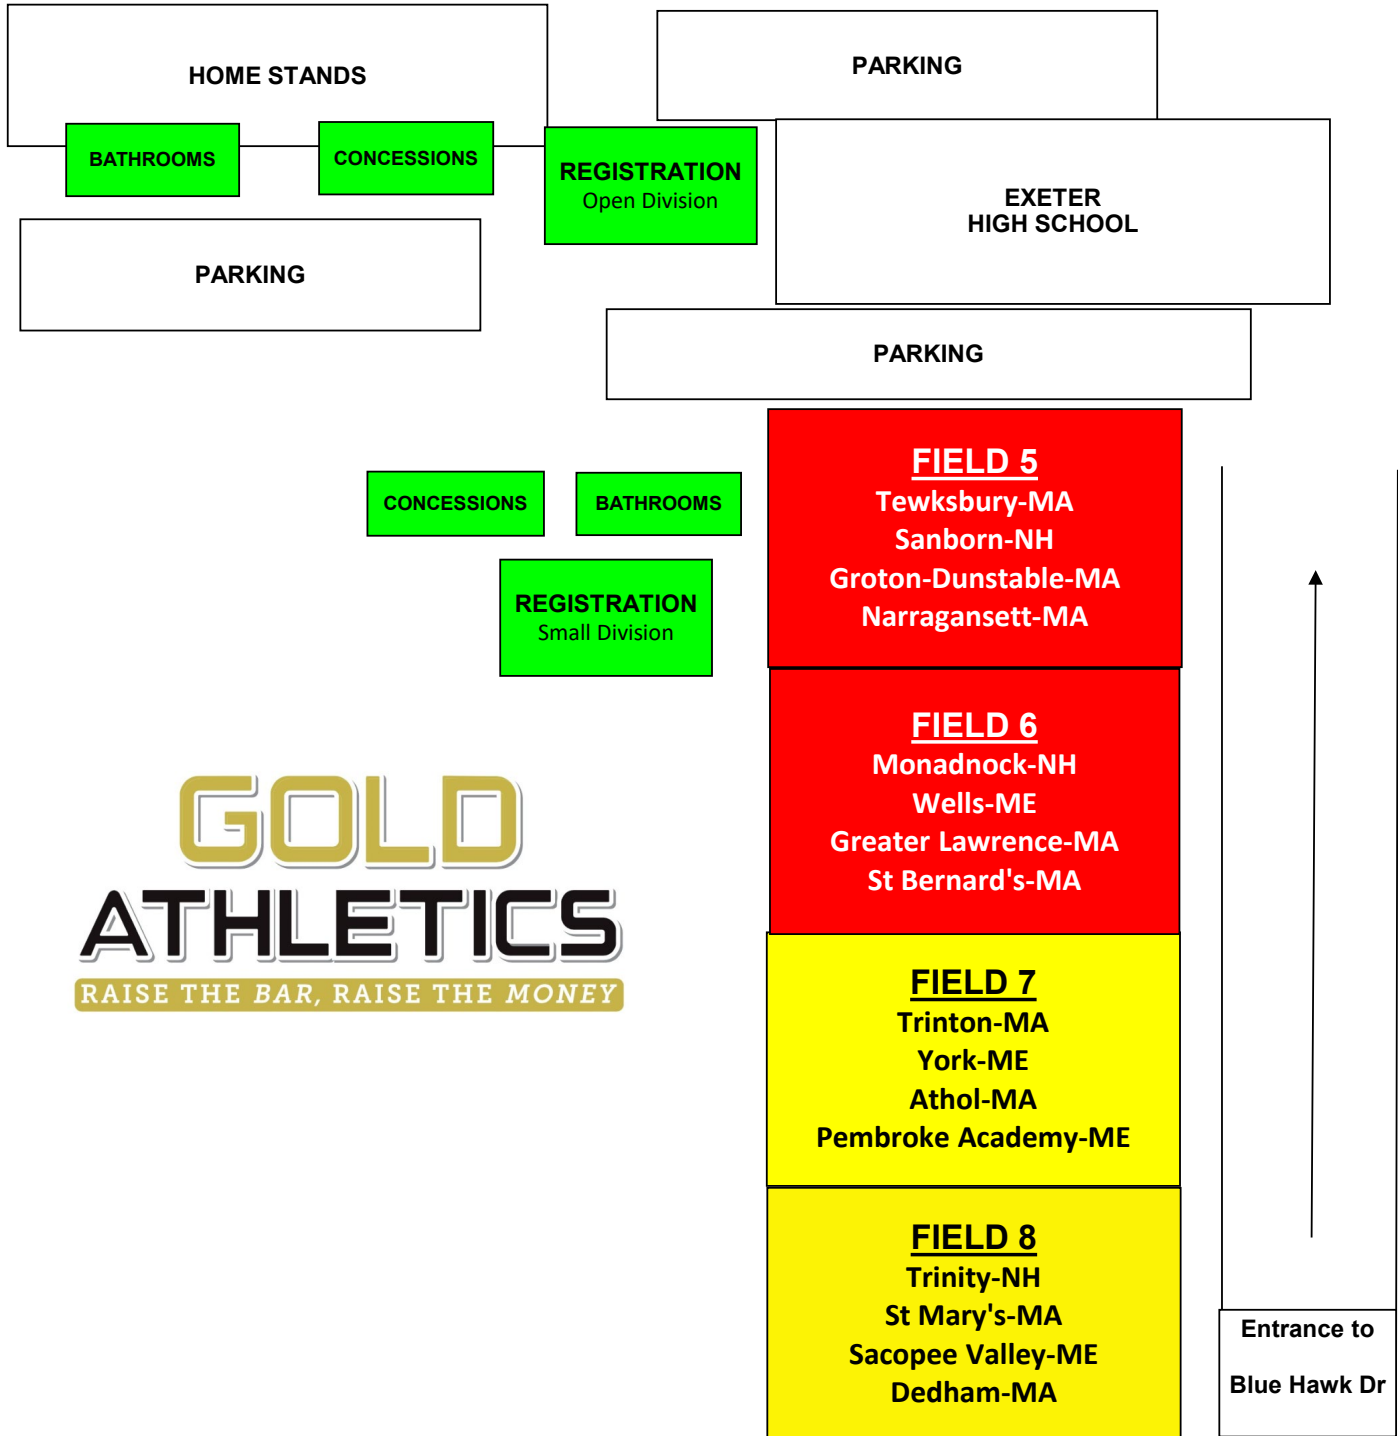 HOME STANDS
PARKING
BATHROOMS
CONCESSIONS
REGISTRATION
Open Division
EXETER
HIGH SCHOOL
PARKING
PARKING
CONCESSIONS
BATHROOMS
REGISTRATION
Small Division
FIELD 5
Tewksbury-MA
Sanborn-NH
Groton-Dunstable-MA
Narragansett-MA
FIELD 6
Monadnock-NH
Wells-ME
Greater Lawrence-MA
St Bernard's-MA
GOLD
ATHLETICS
RAISE THE BAR, RAISE THE MONEY
FIELD 7
Trinton-MA
York-ME
Athol-MA
Pembroke Academy-ME
FIELD 8
Trinity-NH
St Mary's-MA
Sacopee Valley-ME
Dedham-MA
Entrance to
Blue Hawk Dr